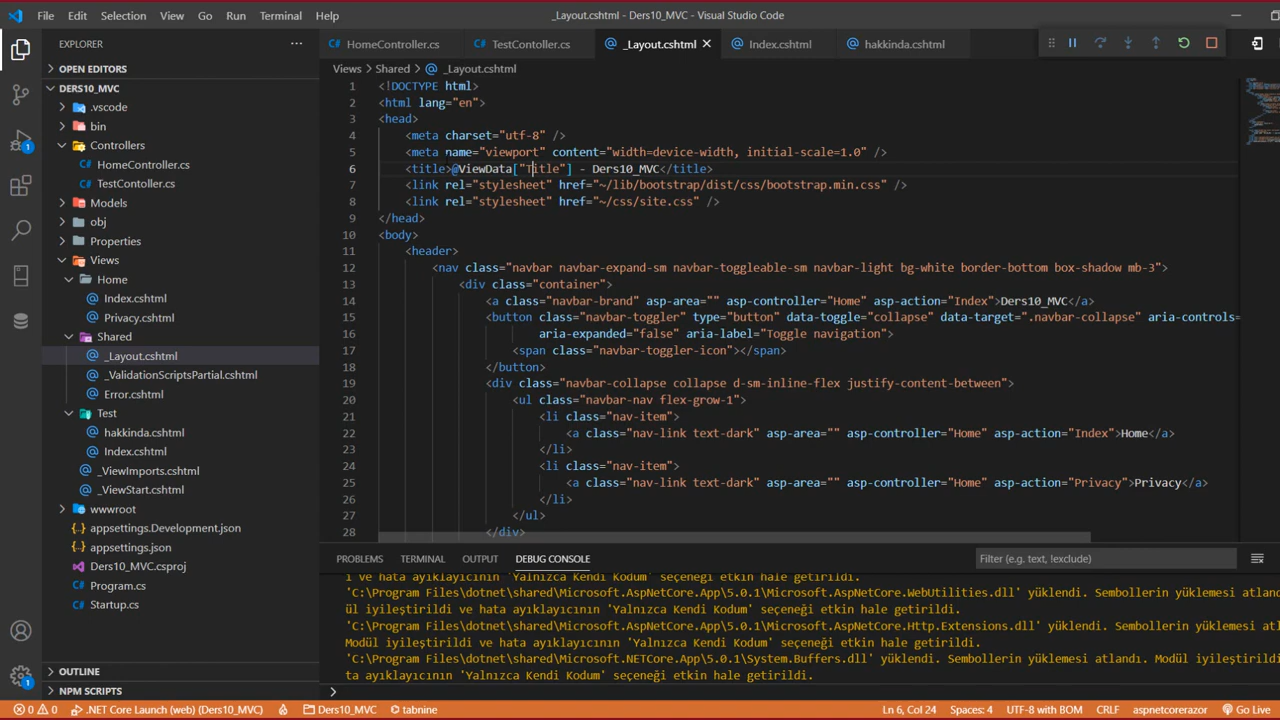 File Edit Selection View Go Run Terminal Help
_Layout.cshtml - Ders10_MVC - Visual Studio Code
EXPLORER
OPEN EDITORS
DERS10_MVC
.vscode
bin
Controllers
HomeController.cs
TestContoller.cs
Models
obj
Properties
Views
Home
Index.cshtml
Privacy.cshtml
Shared
_Layout.cshtml
_ValidationScriptsPartial.cshtml
Error.cshtml
Test
hakkinda.cshtml
Index.cshtml
_ViewImports.cshtml
_ViewStart.cshtml
wwwroot
appsettings.Development.json
appsettings.json
Ders10_MVC.csproj
Program.cs
Startup.cs
OUTLINE
NPM SCRIPTS
HomeController.cs TestContoller.cs _Layout.cshtml Index.cshtml hakkinda.cshtml
Views > Shared > _Layout.cshtml
1 <!DOCTYPE html>
2 <html lang="en">
3 <head>
4 <meta charset="utf-8" />
5 <meta name="viewport" content="width=device-width, initial-scale=1.0" />
6 <title>@ViewData["Title"] - Ders10_MVC</title>
7 <link rel="stylesheet" href="~/lib/bootstrap/dist/css/bootstrap.min.css" />
8 <link rel="stylesheet" href="~/css/site.css" />
9 </head>
10 <body>
11 <header>
12 <nav class="navbar navbar-expand-sm navbar-toggleable-sm navbar-light bg-white border-bottom box-shadow mb-3">
13 <div class="container">
14 <a class="navbar-brand" asp-area="" asp-controller="Home" asp-action="Index">Ders10_MVC</a>
15 <button class="navbar-toggler" type="button" data-toggle="collapse" data-target=".navbar-collapse" aria-controls=
16 aria-expanded="false" aria-label="Toggle navigation">
17 <span class="navbar-toggler-icon"></span>
18 </button>
19 <div class="navbar-collapse collapse d-sm-inline-flex justify-content-between">
20 <ul class="navbar-nav flex-grow-1">
21 <li class="nav-item">
22 <a class="nav-link text-dark" asp-area="" asp-controller="Home" asp-action="Index">Home</a>
23 </li>
24 <li class="nav-item">
25 <a class="nav-link text-dark" asp-area="" asp-controller="Home" asp-action="Privacy">Privacy</a>
26 </li>
27 </ul>
28 </div>
PROBLEMS TERMINAL OUTPUT DEBUG CONSOLE
Filter (e.g. text, !exclude)
i ve hata ayıklayıcının 'Yalnızca Kendi Kodum' seçeneği etkin hale getirildi.
'C:\Program Files\dotnet\shared\Microsoft.AspNetCore.App\5.0.1\Microsoft.AspNetCore.WebUtilities.dll' yüklendi. Sembollerin yüklemesi atland
ül iyileştirildi ve hata ayıklayıcının 'Yalnızca Kendi Kodum' seçeneği etkin hale getirildi.
'C:\Program Files\dotnet\shared\Microsoft.AspNetCore.App\5.0.1\Microsoft.AspNetCore.Http.Extensions.dll' yüklendi. Sembollerin yüklemesi at
Modül iyileştirildi ve hata ayıklayıcının 'Yalnızca Kendi Kodum' seçeneği etkin hale getirildi.
'C:\Program Files\dotnet\shared\Microsoft.NETCore.App\5.0.1\System.Buffers.dll' yüklendi. Sembollerin yüklemesi atlandı. Modül iyileştirild
ta ayıklayıcının 'Yalnızca Kendi Kodum' seçeneği etkin hale getirildi.
0 0 .NET Core Launch (web) (Ders10_MVC) Ders10_MVC tabnine Ln 6, Col 24 Spaces: 4 UTF-8 with BOM CRLF aspnetcorerazor Go Live